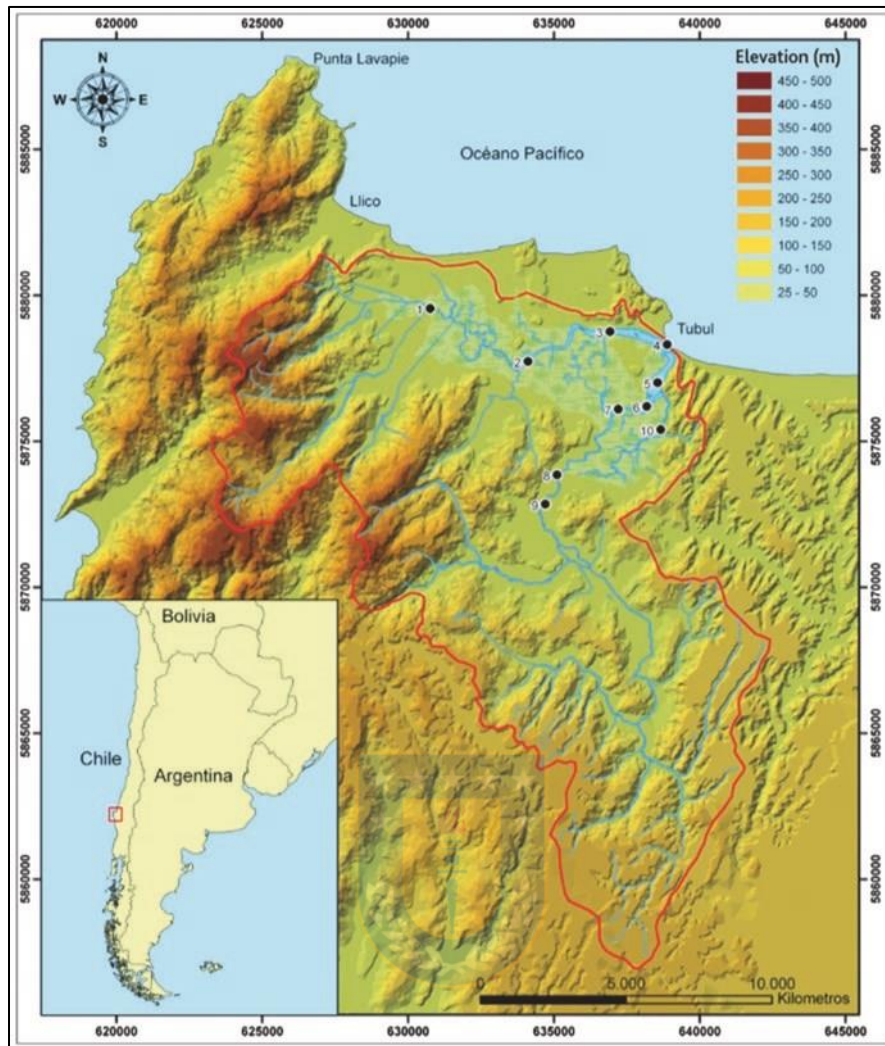 620000 625000 630000 635000 640000 645000
Punta Lavapie
N
W E
S
Elevation (m)
450 - 500
400 - 450
350 - 400
300 - 350
250 - 300
200 - 250
150 - 200
100 - 150
50 - 100
25 - 50
Océano Pacífico
Llico
Tubul
1
2
3
4
5
6
7
8
9
10
5885000
5880000
5875000
5870000
5865000
5860000
5885000
5880000
5875000
5870000
5865000
5860000
Bolivia
Chile
Argentina
0 5.000 10.000
Kilometros
620000 625000 630000 635000 640000 645000